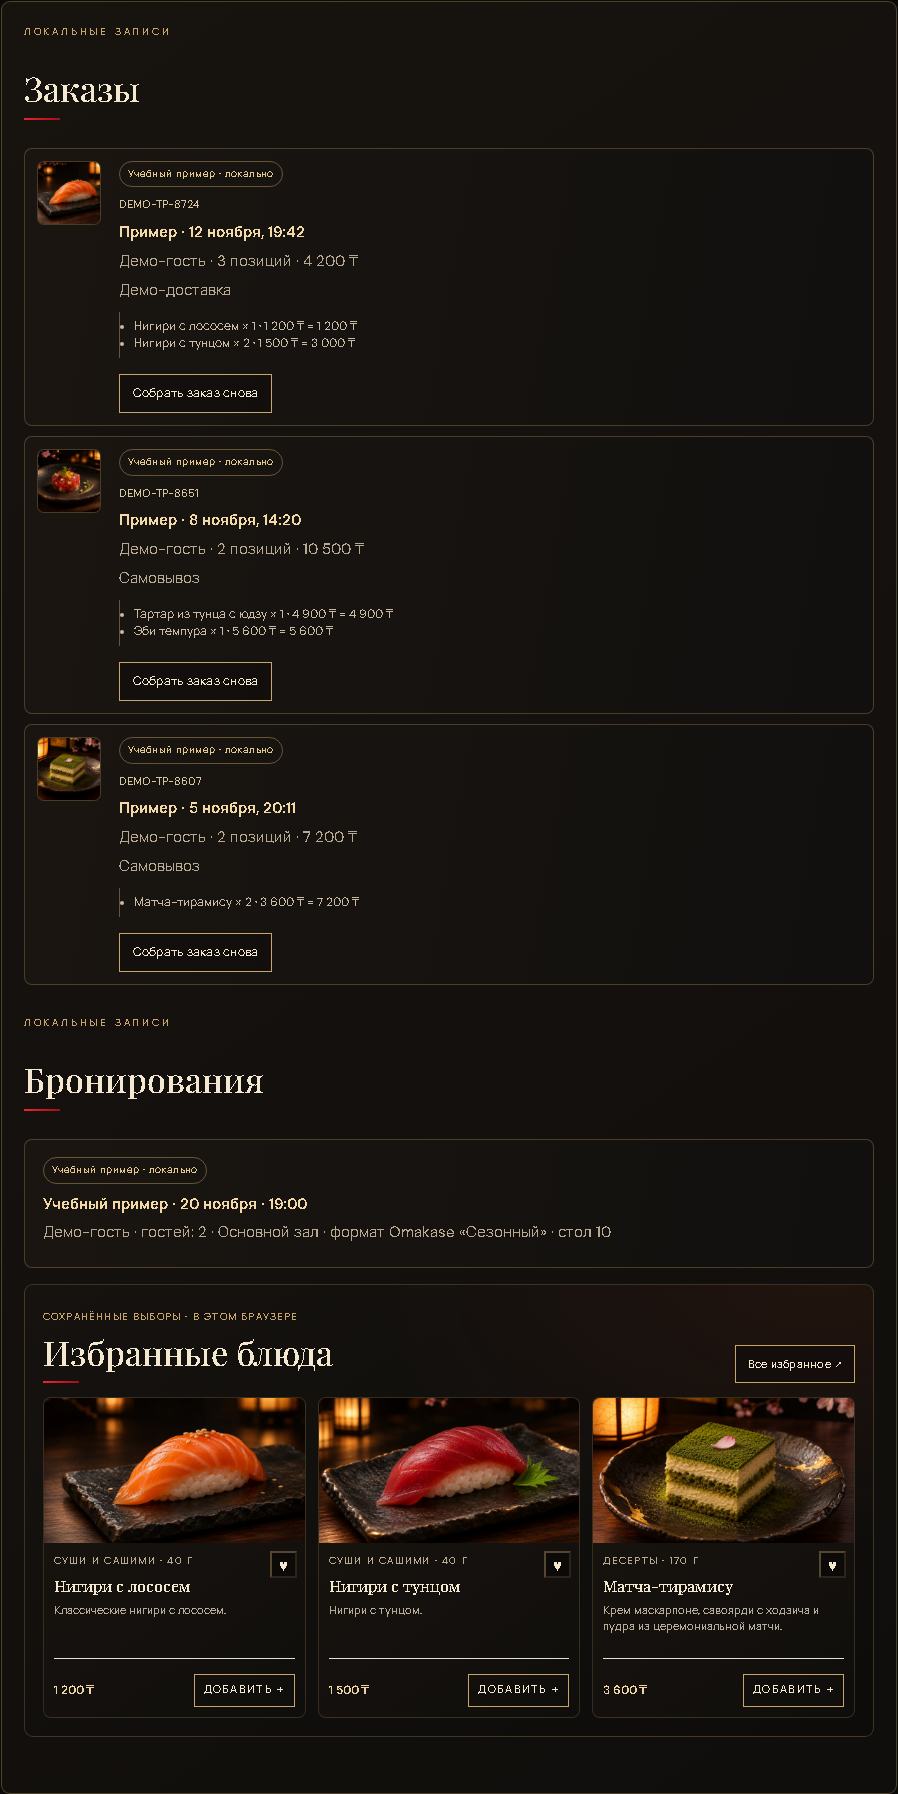 ЛОКАЛЬНЫЕ ЗАПИСИ
Заказы
Учебный пример · локально
DEMO-TP-8724
Пример · 12 ноября, 19:42
Демо-гость · 3 позиций · 4 200 ₸
Демо-доставка
• Нигири с лососем × 1 · 1 200 ₸ = 1 200 ₸
• Нигири с тунцом × 2 · 1 500 ₸ = 3 000 ₸
Собрать заказ снова
Учебный пример · локально
DEMO-TP-8651
Пример · 8 ноября, 14:20
Демо-гость · 2 позиций · 10 500 ₸
Самовывоз
• Тартар из тунца с юдзу × 1 · 4 900 ₸ = 4 900 ₸
• Эби темпура × 1 · 5 600 ₸ = 5 600 ₸
Собрать заказ снова
Учебный пример · локально
DEMO-TP-8607
Пример · 5 ноября, 20:11
Демо-гость · 2 позиций · 7 200 ₸
Самовывоз
• Матча-тирамису × 2 · 3 600 ₸ = 7 200 ₸
Собрать заказ снова
ЛОКАЛЬНЫЕ ЗАПИСИ
Бронирования
Учебный пример · локально
Учебный пример · 20 ноября · 19:00
Демо-гость · гостей: 2 · Основной зал · формат Omakase «Сезонный» · стол 10
СОХРАНЁННЫЕ ВЫБОРЫ · В ЭТОМ БРАУЗЕРЕ
Избранные блюда
Все избранное ↗
СУШИ И САШИМИ · 40 Г
♥
Нигири с лососем
Классические нигири с лососем.
1 200 ₸
ДОБАВИТЬ +
СУШИ И САШИМИ · 40 Г
♥
Нигири с тунцом
Нигири с тунцом.
1 500 ₸
ДОБАВИТЬ +
ДЕСЕРТЫ · 170 Г
♥
Матча-тирамису
Крем маскарпоне, савоярди с ходзича и
пудра из церемониальной матчи.
3 600 ₸
ДОБАВИТЬ +